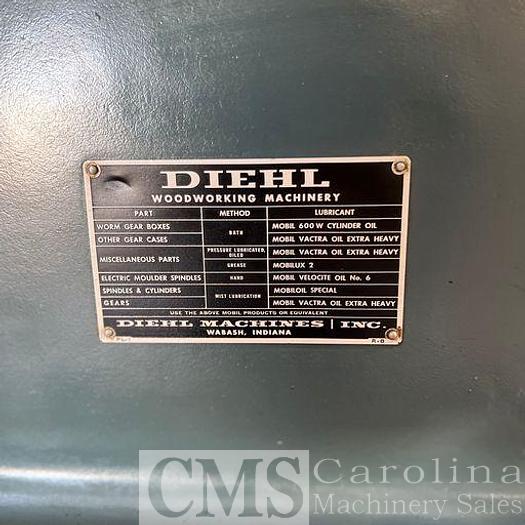 DIEHL
WOODWORKING MACHINERY
PART METHOD LUBRICANT
WORM GEAR BOXES BATH MOBIL 600 W CYLINDER OIL
OTHER GEAR CASES MOBIL VACTRA OIL EXTRA HEAVY
MISCELLANEOUS PARTS PRESSURE LUBRICATED, OILED MOBIL VACTRA OIL EXTRA HEAVY
GREASE MOBILUX 2
ELECTRIC MOULDER SPINDLES HAND MOBIL VELOCITE OIL No. 6
SPINDLES & CYLINDERS MIST LUBRICATION MOBILOIL SPECIAL
GEARS MOBIL VACTRA OIL EXTRA HEAVY
USE THE ABOVE MOBIL PRODUCTS OR EQUIVALENT
DIEHL MACHINES | INC.
WABASH, INDIANA
CMS Carolina
Machinery Sales